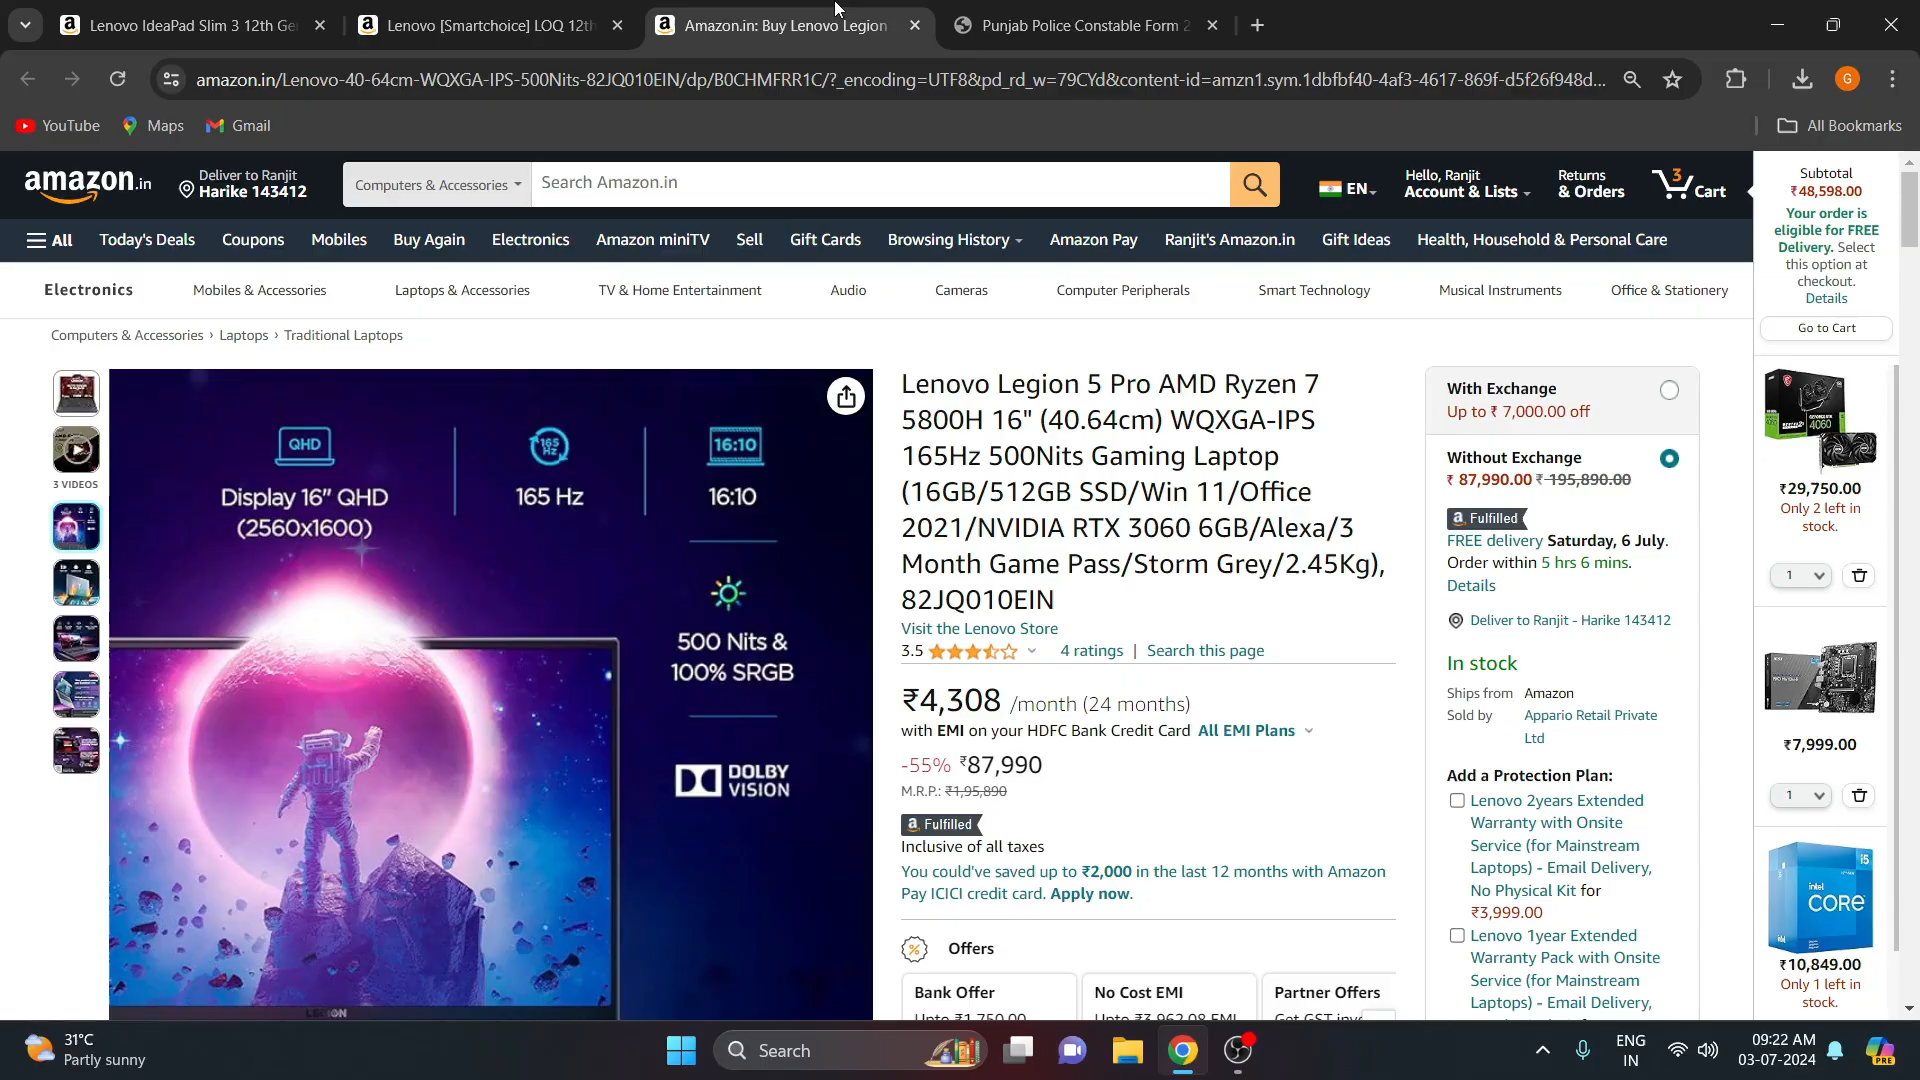 Lenovo IdeaPad Slim 3 12th Ge
Lenovo [Smartchoice] LOQ 12th
Amazon.in: Buy Lenovo Legion
Punjab Police Constable Form 2
amazon.in/Lenovo-40-64cm-WQXGA-IPS-500Nits-82JQ010EIN/dp/B0CHMFRR1C/?_encoding=UTF8&pd_rd_w=79CYd&content-id=amzn1.sym.1dbfbf40-4af3-4617-869f-d5f26f948d...
G
YouTube
Maps
Gmail
All Bookmarks
amazon.in
Deliver to Ranjit
Harike 143412
Computers & Accessories
Search Amazon.in
EN
Hello, Ranjit
Account & Lists
Returns
& Orders
3
Cart
All
Today's Deals
Coupons
Mobiles
Buy Again
Electronics
Amazon miniTV
Sell
Gift Cards
Browsing History
Amazon Pay
Ranjit's Amazon.in
Gift Ideas
Health, Household & Personal Care
Electronics
Mobiles & Accessories
Laptops & Accessories
TV & Home Entertainment
Audio
Cameras
Computer Peripherals
Smart Technology
Musical Instruments
Office & Stationery
Computers & Accessories › Laptops › Traditional Laptops
3 VIDEOS
QHD
Display 16” QHD
(2560x1600)
165 Hz
165 Hz
16:10
16:10
500 Nits &
100% SRGB
DOLBY
VISION
LEGION
Lenovo Legion 5 Pro AMD Ryzen 7
5800H 16" (40.64cm) WQXGA-IPS
165Hz 500Nits Gaming Laptop
(16GB/512GB SSD/Win 11/Office
2021/NVIDIA RTX 3060 6GB/Alexa/3
Month Game Pass/Storm Grey/2.45Kg),
82JQ010EIN
Visit the Lenovo Store
3.5
4 ratings | Search this page
₹4,308 /month (24 months)
with EMI on your HDFC Bank Credit Card All EMI Plans
-55% ₹87,990
M.R.P.: ₹1,95,890
a Fulfilled
Inclusive of all taxes
You could've saved up to ₹2,000 in the last 12 months with Amazon
Pay ICICI credit card. Apply now.
Offers
Bank Offer
Upto ₹1,750.00
No Cost EMI
Upto ₹3,962.08 EMI
Partner Offers
Get GST invo
With Exchange
Up to ₹ 7,000.00 off
Without Exchange
₹ 87,990.00 ₹ 195,890.00
a Fulfilled
FREE delivery Saturday, 6 July.
Order within 5 hrs 6 mins.
Details
Deliver to Ranjit - Harike 143412
In stock
Ships from Amazon
Sold by Appario Retail Private
Ltd
Add a Protection Plan:
Lenovo 2years Extended
Warranty with Onsite
Service (for Mainstream
Laptops) - Email Delivery,
No Physical Kit for
₹3,999.00
Lenovo 1year Extended
Warranty Pack with Onsite
Service (for Mainstream
Laptops) - Email Delivery,
Subtotal
₹48,598.00
Your order is
eligible for FREE
Delivery. Select
this option at
checkout.
Details
Go to Cart
4060
₹29,750.00
Only 2 left in
stock.
1
₹7,999.00
1
i5
intel
CORE
₹10,849.00
Only 1 left in
stock.
31°C
Partly sunny
Search
ENG
IN
09:22 AM
03-07-2024
PRE